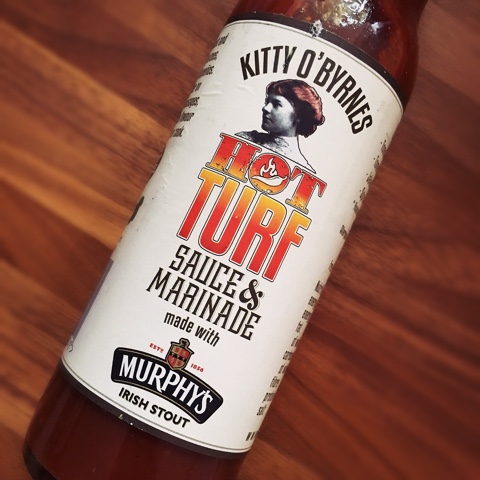 KITTY O'BYRNES
HOT
TURF
SAUCE &
MARINADE
made with
ESTD 1856
MURPHY'S
IRISH STOUT